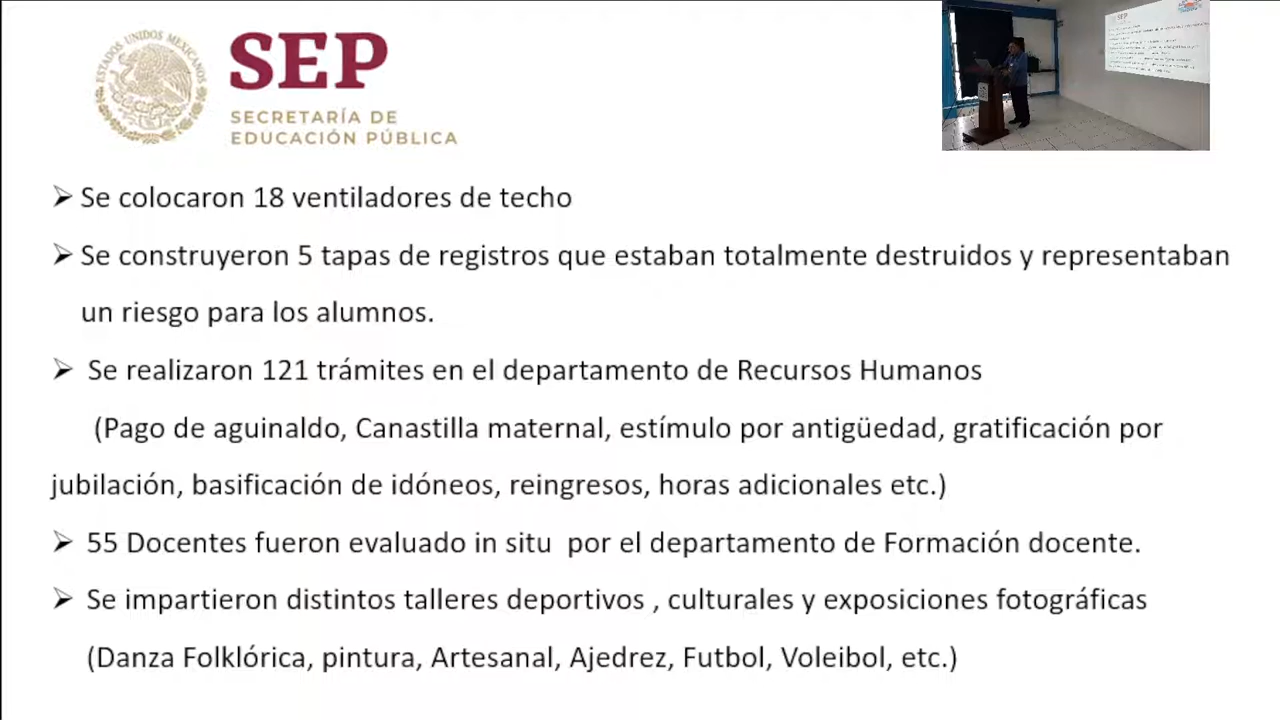 ESTADOS UNIDOS MEXICANOS
SEP
SECRETARÍA DE
EDUCACIÓN PÚBLICA
SEP
Se colocaron 18 ventiladores de techo
Se construyeron 5 tapas de registros que estaban totalmente destruidos y representaban
un riesgo para los alumnos.
Se realizaron 121 trámites en el departamento de Recursos Humanos
(Pago de aguinaldo, Canastilla maternal, estímulo por antigüedad, gratificación por
jubilación, basificación de idóneos, reingresos, horas adicionales etc.)
55 Docentes fueron evaluado in situ por el departamento de Formación docente.
Se impartieron distintos talleres deportivos , culturales y exposiciones fotográficas
(Danza Folklórica, pintura, Artesanal, Ajedrez, Futbol, Voleibol, etc.)